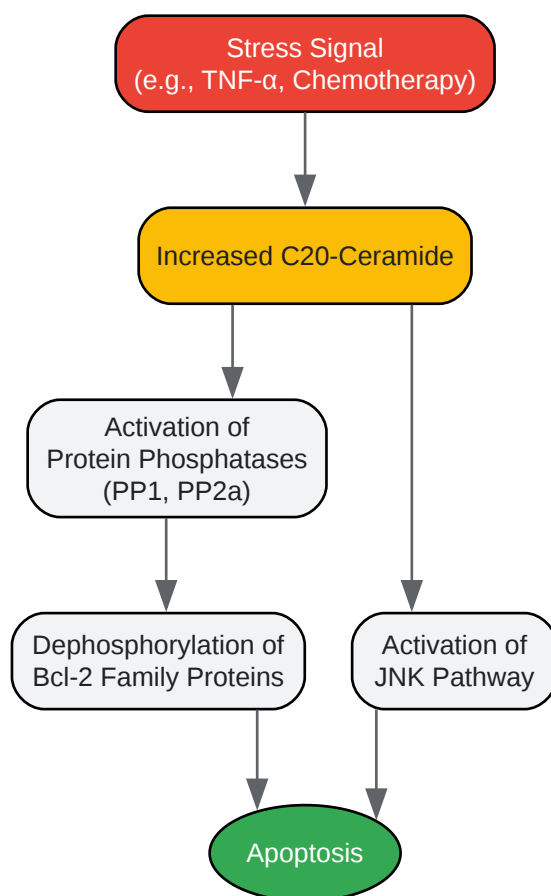 Stress Signal
(e.g., TNF-α, Chemotherapy)
Increased C20-Ceramide
Activation of
Protein Phosphatases
(PP1, PP2a)
Dephosphorylation of
Bcl-2 Family Proteins
Activation of
JNK Pathway
Apoptosis